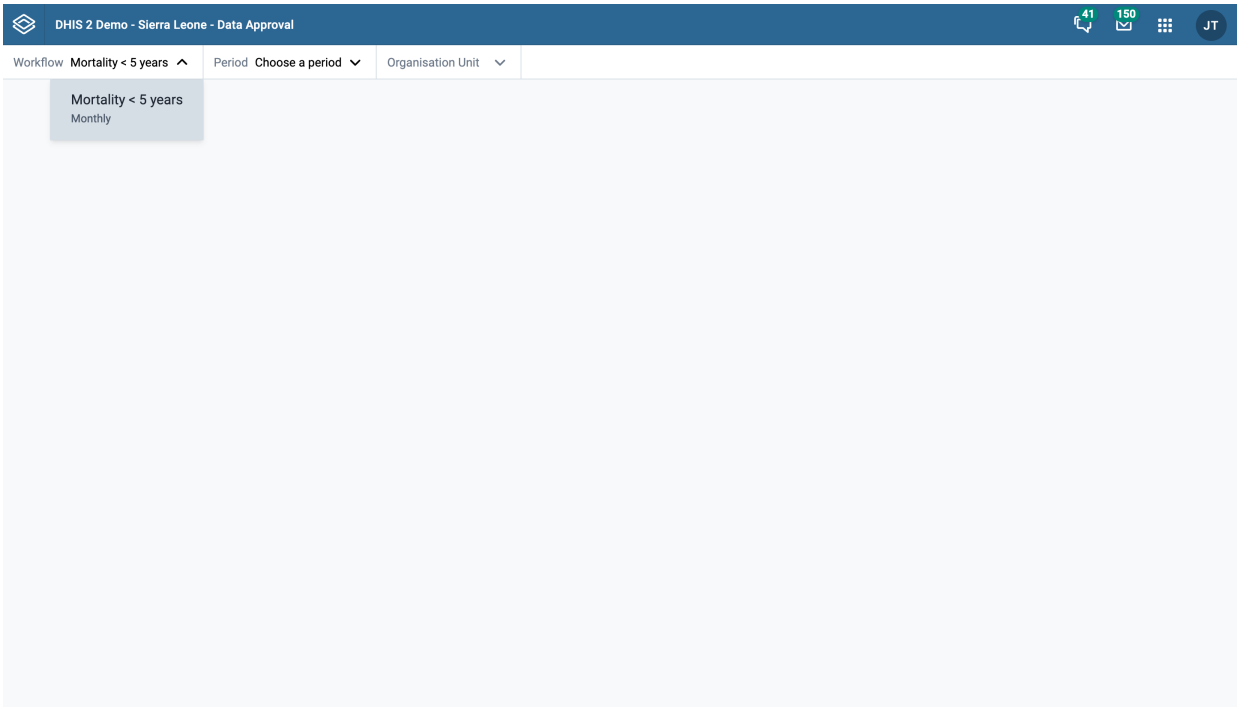 DHIS 2 Demo - Sierra Leone - Data Approval
41
150
JT
Workflow Mortality < 5 years
Period Choose a period
Organisation Unit
Mortality < 5 years
Monthly